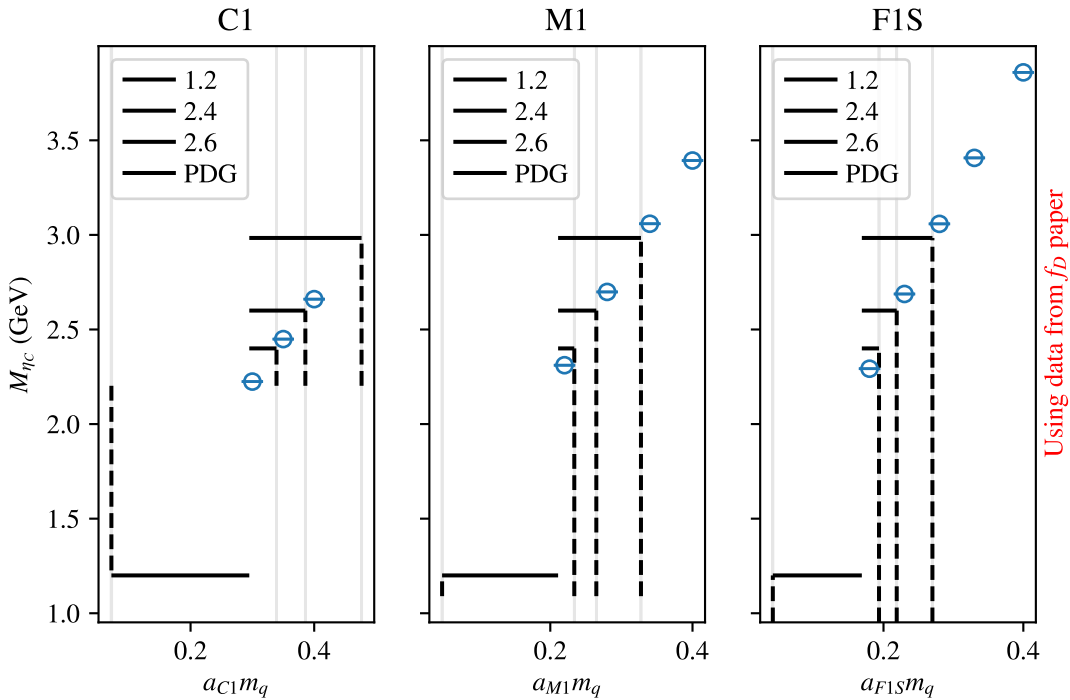 C1
M1
F1S
1.2
2.4
2.6
PDG
1.2
2.4
2.6
PDG
1.2
2.4
2.6
PDG
3.5
3.0
2.5
2.0
1.5
1.0
M_{η_C} (GeV)
0.2 0.4
0.2 0.4
0.2 0.4
a_{C1}m_q
a_{M1}m_q
a_{F1S}m_q
Using data from f_D paper